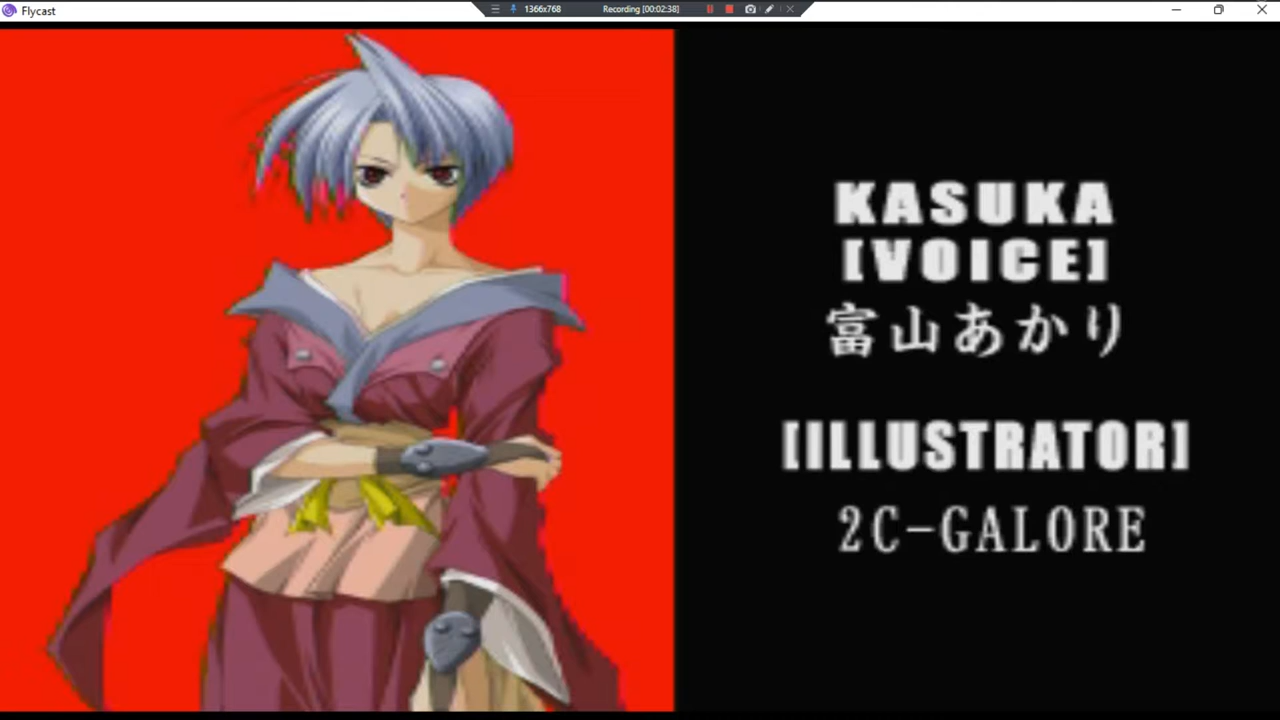 Flycast
1366x768
Recording [00:02:38]
KASUKA
[VOICE]
富山あかり
[ILLUSTRATOR]
2C-GALORE